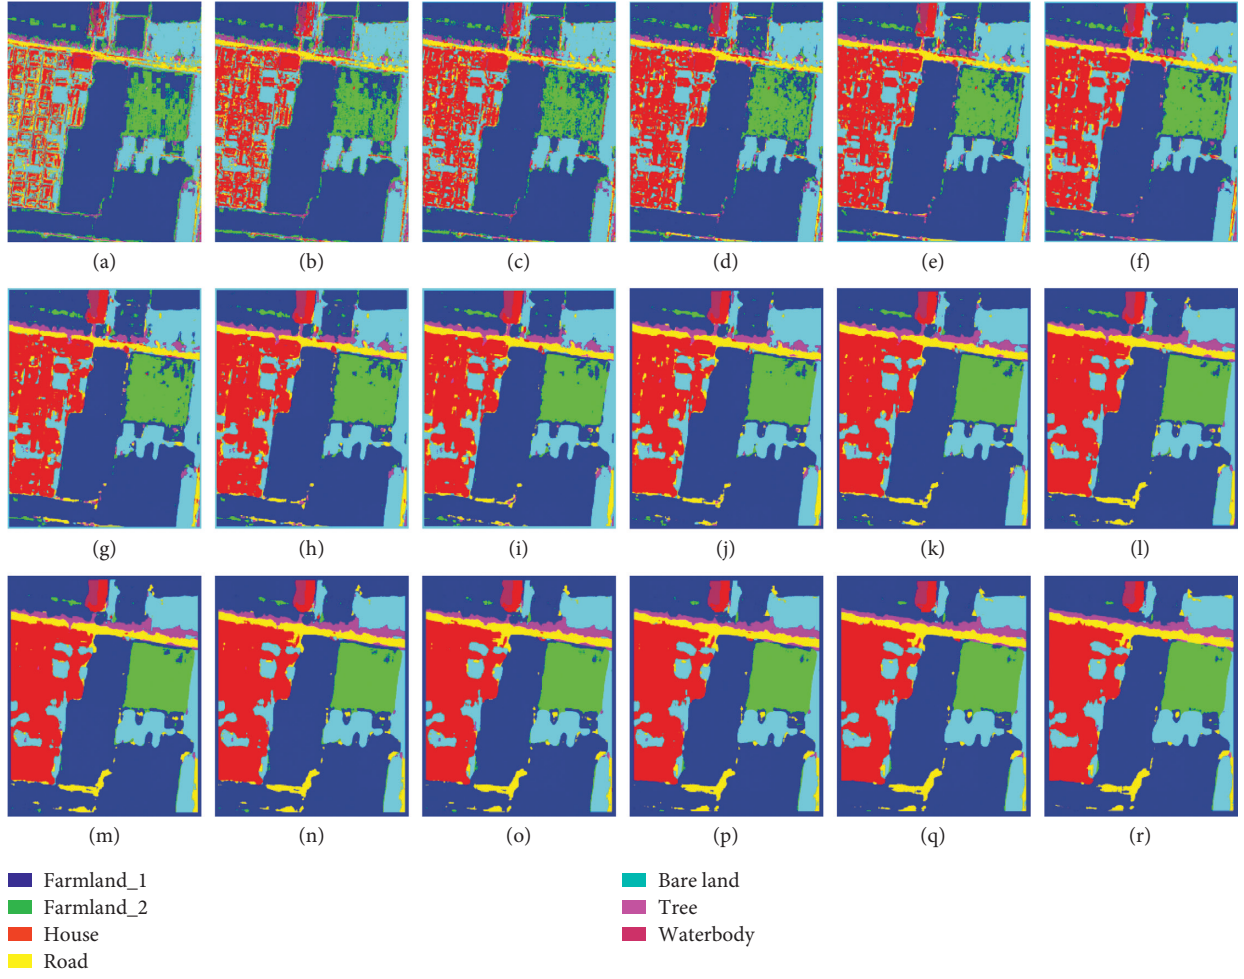 (a) (b) (c) (d) (e) (f)
(g) (h) (i) (j) (k) (l)
(m) (n) (o) (p) (q) (r)
Farmland_1
Farmland_2
House
Road
Bare land
Tree
Waterbody